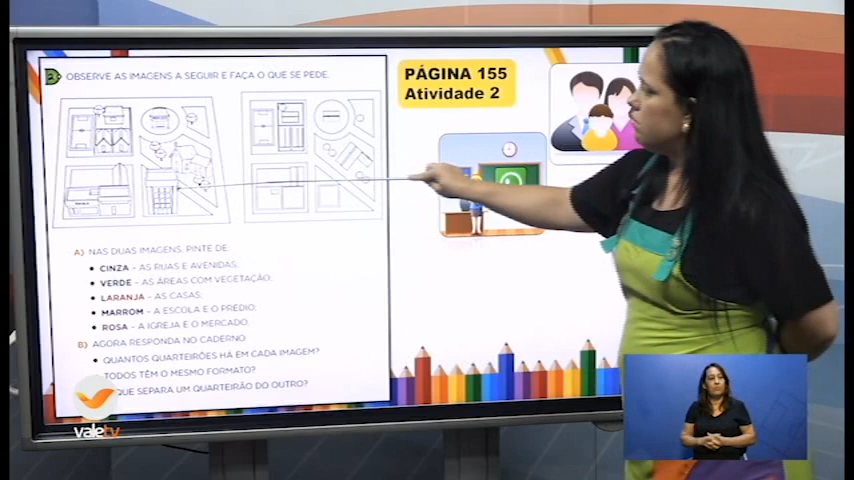 2 OBSERVE AS IMAGENS A SEGUIR E FAÇA O QUE SE PEDE.
PÁGINA 155
Atividade 2
A) NAS DUAS IMAGENS, PINTE DE:
• CINZA - AS RUAS E AVENIDAS;
• VERDE - AS ÁREAS COM VEGETAÇÃO;
• LARANJA - AS CASAS;
• MARROM - A ESCOLA E O PRÉDIO;
• ROSA - A IGREJA E O MERCADO.
B) AGORA RESPONDA NO CADERNO
• QUANTOS QUARTEIRÕES HÁ EM CADA IMAGEM?
TODOS TÊM O MESMO FORMATO?
QUE SEPARA UM QUARTEIRÃO DO OUTRO?
valetv